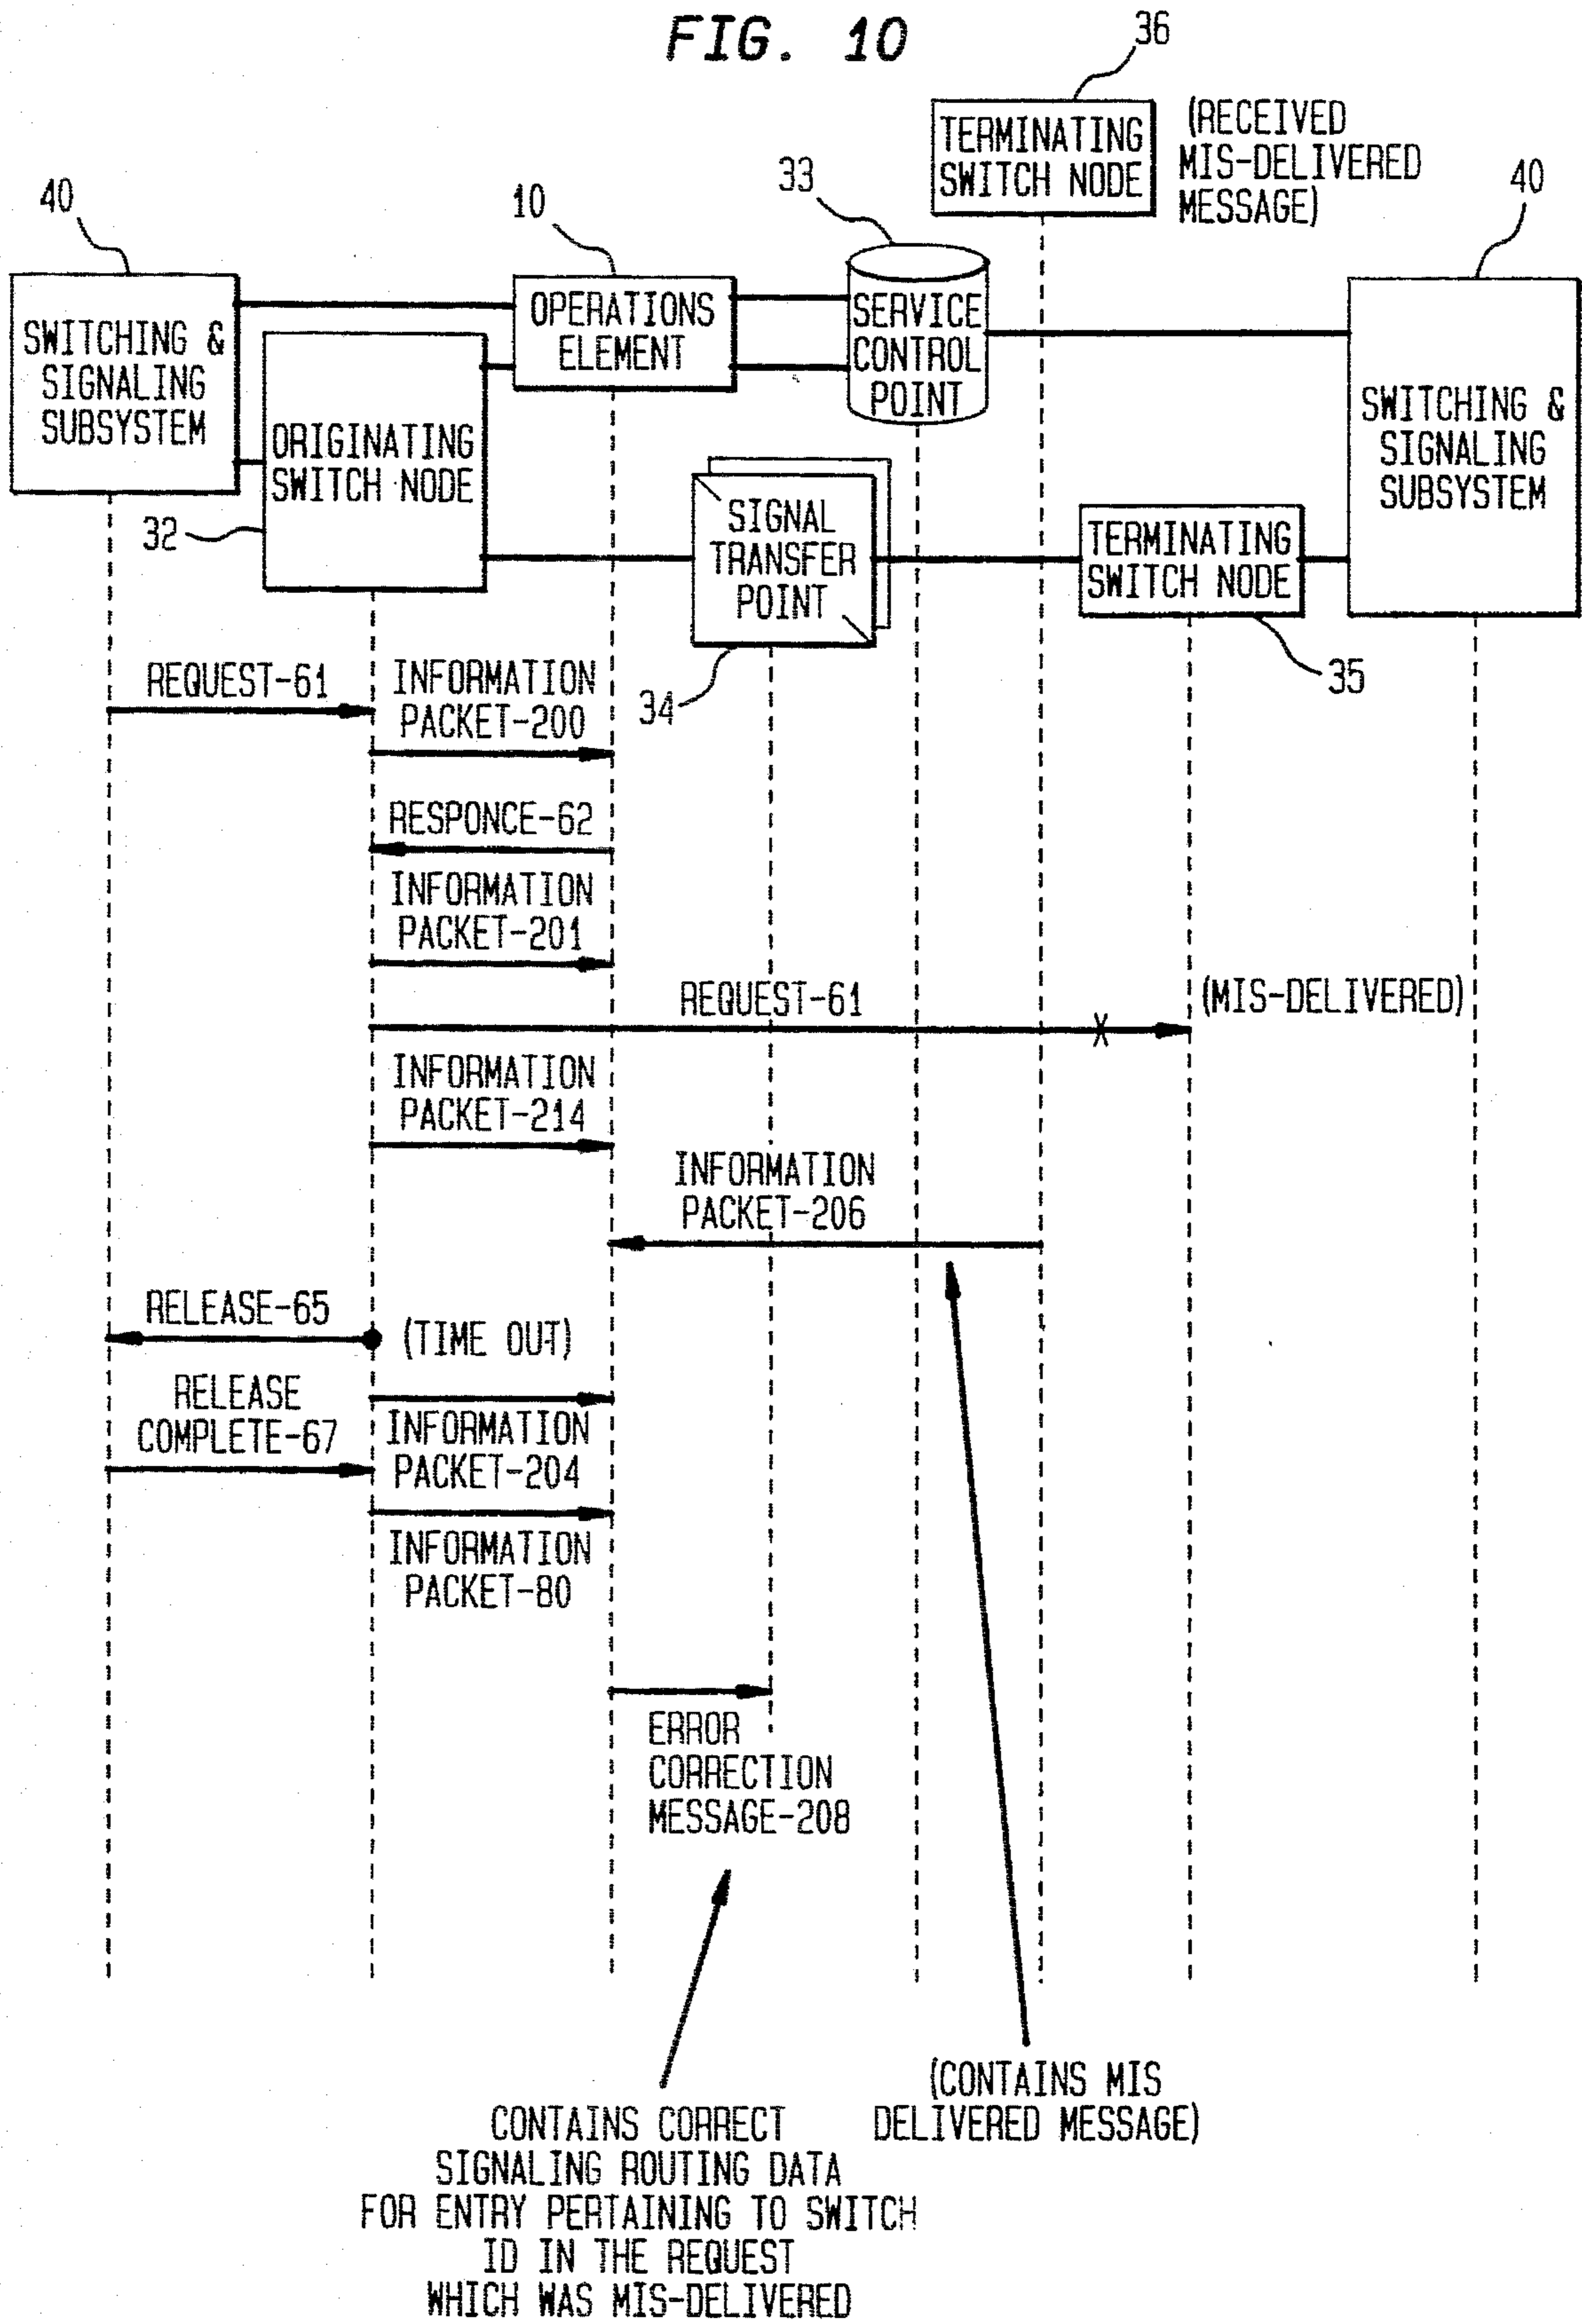 FIG. 10
36
TERMINATING
SWITCH NODE
(RECEIVED
MIS-DELIVERED
MESSAGE)
40
10
33
40
SWITCHING &
SIGNALING
SUBSYSTEM
ORIGINATING
SWITCH NODE
32
OPERATIONS
ELEMENT
SERVICE
CONTROL
POINT
SIGNAL
TRANSFER
POINT
34
TERMINATING
SWITCH NODE
35
SWITCHING &
SIGNALING
SUBSYSTEM
REQUEST-61
INFORMATION
PACKET-200
RESPONCE-62
INFORMATION
PACKET-201
REQUEST-61
X
(MIS-DELIVERED)
INFORMATION
PACKET-214
INFORMATION
PACKET-206
RELEASE-65
(TIME OUT)
RELEASE
COMPLETE-67
INFORMATION
PACKET-204
INFORMATION
PACKET-80
ERROR
CORRECTION
MESSAGE-208
(CONTAINS MIS
DELIVERED MESSAGE)
CONTAINS CORRECT
SIGNALING ROUTING DATA
FOR ENTRY PERTAINING TO SWITCH
ID IN THE REQUEST
WHICH WAS MIS-DELIVERED